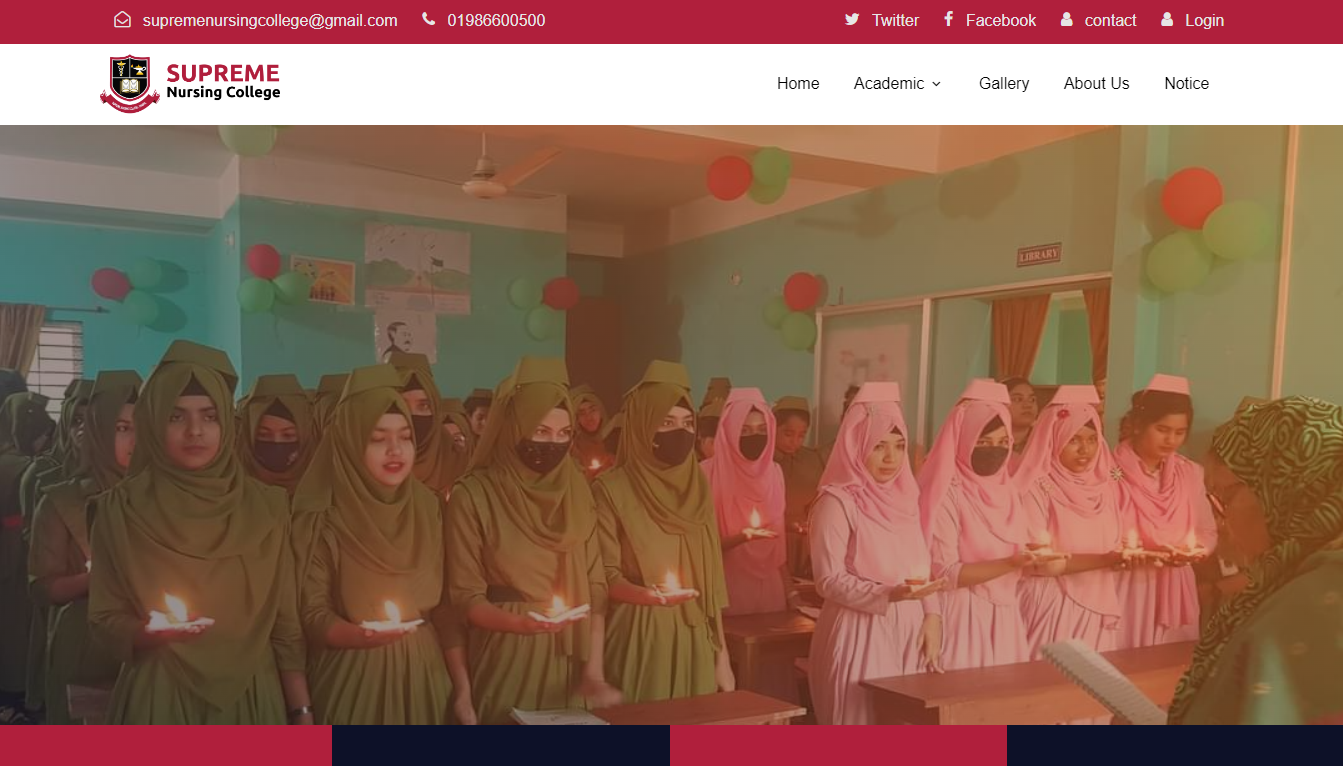 supremenursingcollege@gmail.com 01986600500 Twitter Facebook contact Login
SUPREME
Nursing College
Home Academic Gallery About Us Notice
LIBRARY